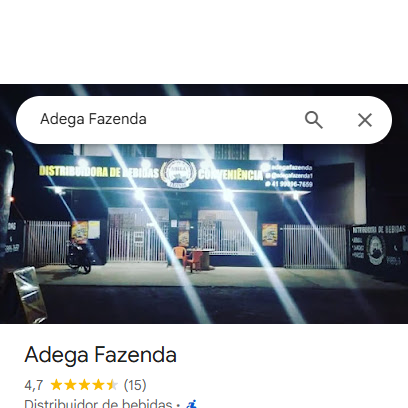 Adega Fazenda
DISTRIBUIDORA DE BEBIDAS CONVENIÊNCIA
adegafazenda
@adegafazenda1
41 99996-7659
DISTRIBUIDORA DE BEBIDAS
Adega Fazenda
4,7 (15)
Distribuidor de bebidas ·